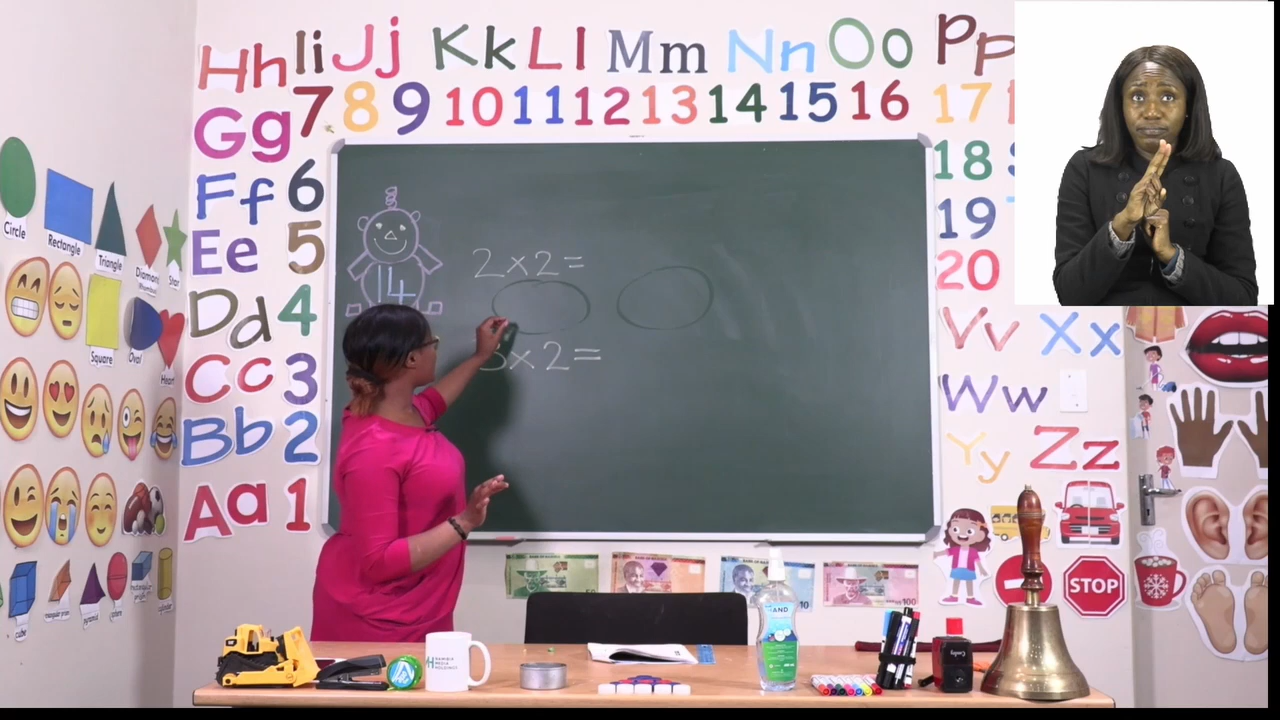 Hh Ii Jj Kk Ll Mm Nn Oo Pp
7 8 9 10 11 12 13 14 15 16 17
Gg
Ff 6
Ee 5
Dd 4
Cc 3
Bb 2
Aa 1
18
19
20
Vv Xx
Ww
Yy Zz
Circle
Rectangle
Triangle
Diamond
Star
Square
Oval
Heart
cube
pyramid
cylinder
14
2×2=
3×2=
STOP
100